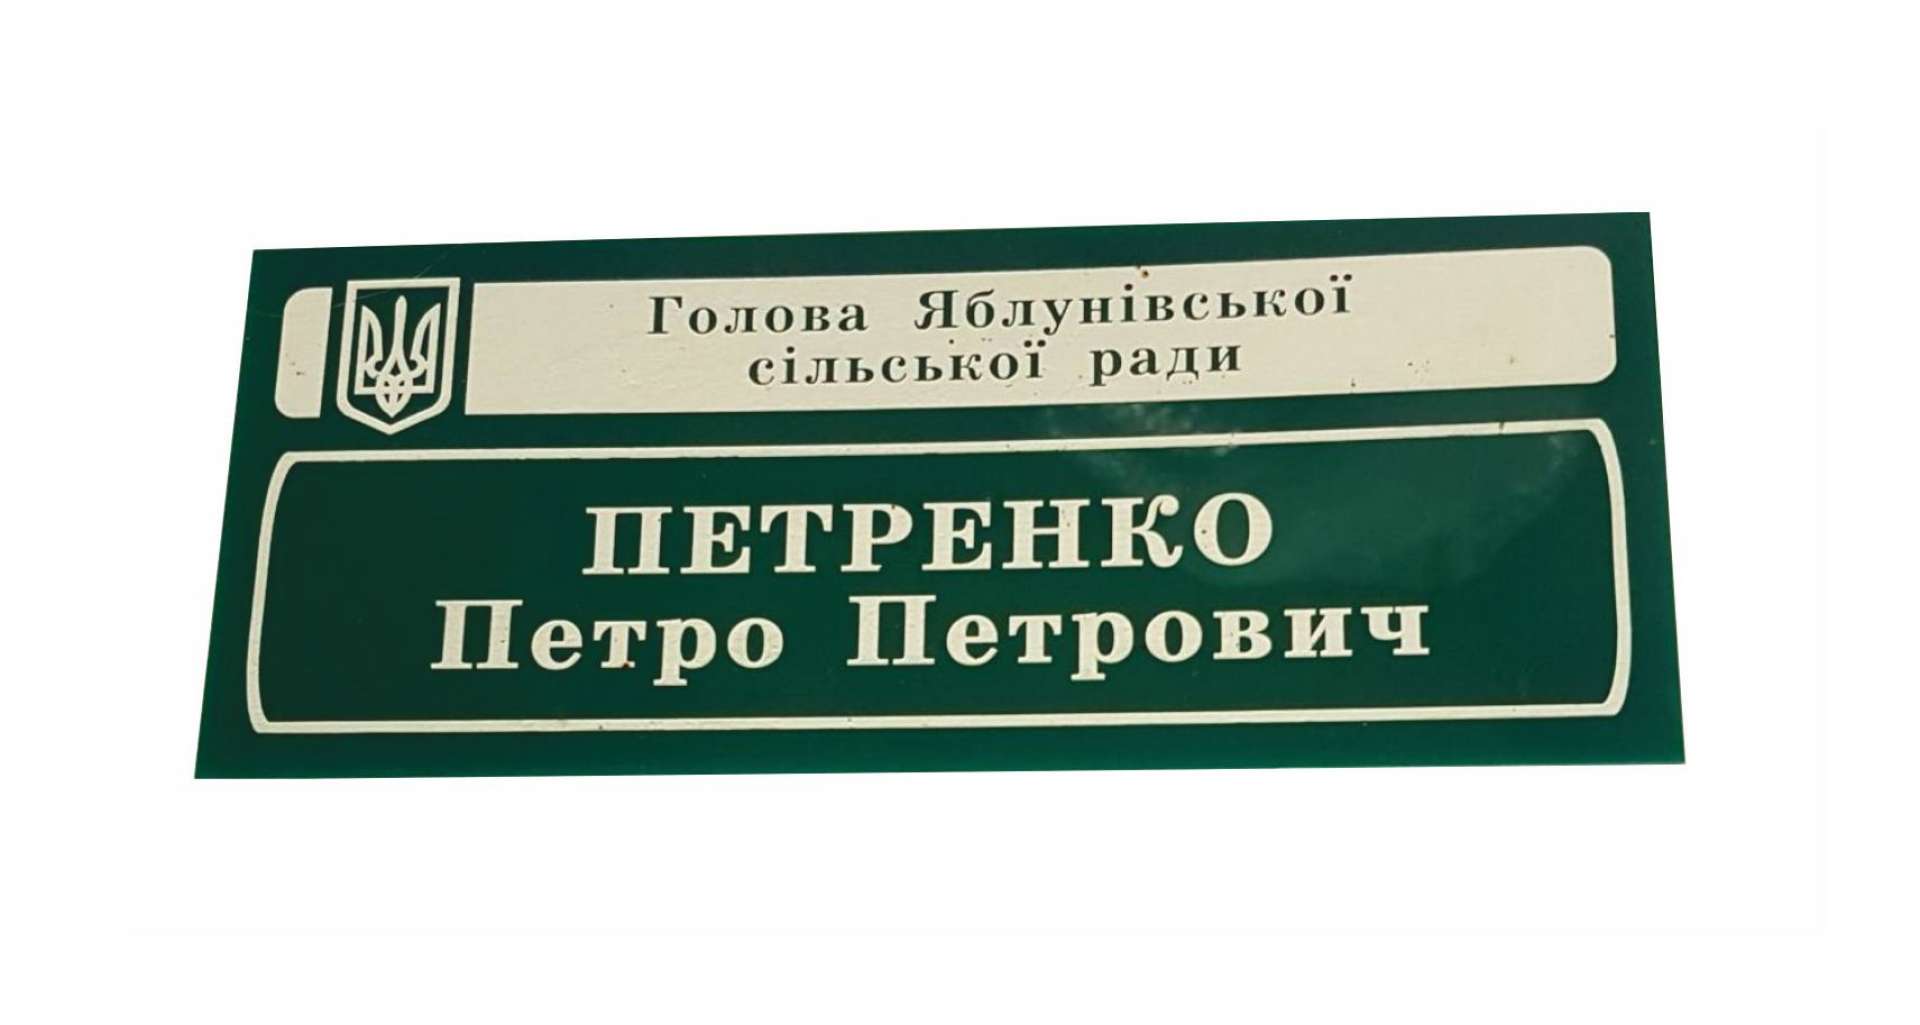 Голова Яблунівської
сільської ради
ПЕТРЕНКО
Петро Петрович